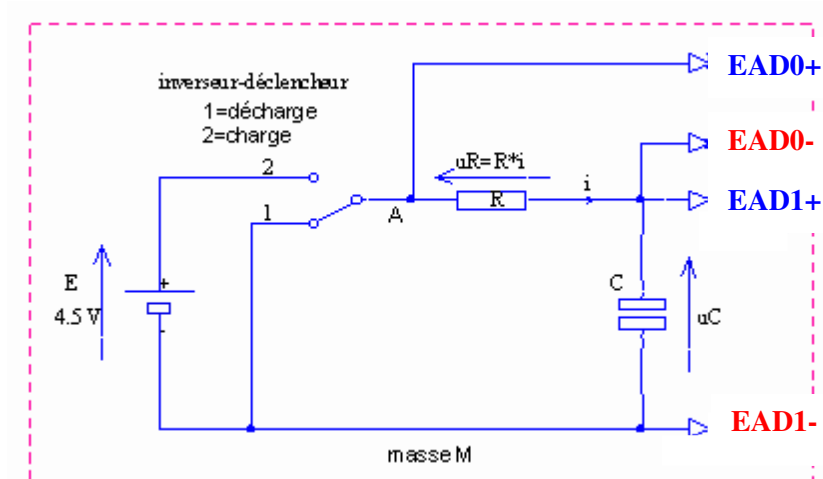 EAD0+
inverseur-déclencheur
1=décharge
2=charge
EAD0-
2
uR=R*i
i
EAD1+
1
A
R
E
4.5 V
+
-
C
uC
EAD1-
masse M